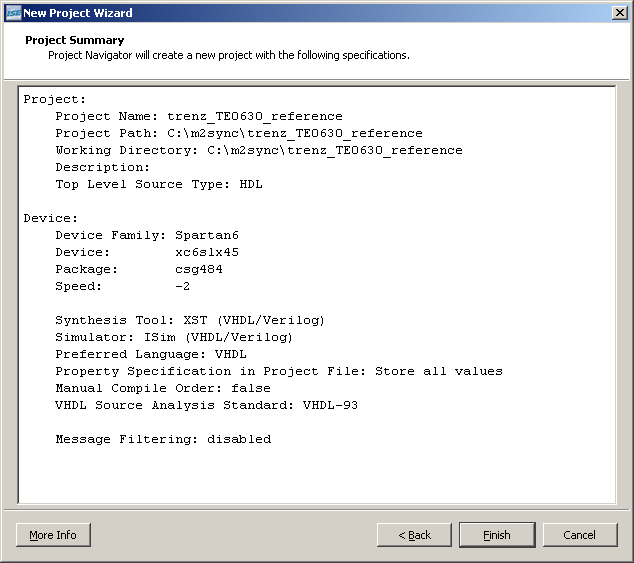 ISE New Project Wizard
Project Summary
Project Navigator will create a new project with the following specifications.
Project:
Project Name: trenz_TE0630_reference
Project Path: C:\m2sync\trenz_TE0630_reference
Working Directory: C:\m2sync\trenz_TE0630_reference
Description:
Top Level Source Type: HDL
Device:
Device Family: Spartan6
Device: xc6slx45
Package: csg484
Speed: -2
Synthesis Tool: XST (VHDL/Verilog)
Simulator: ISim (VHDL/Verilog)
Preferred Language: VHDL
Property Specification in Project File: Store all values
Manual Compile Order: false
VHDL Source Analysis Standard: VHDL-93
Message Filtering: disabled
More Info < Back Finish Cancel